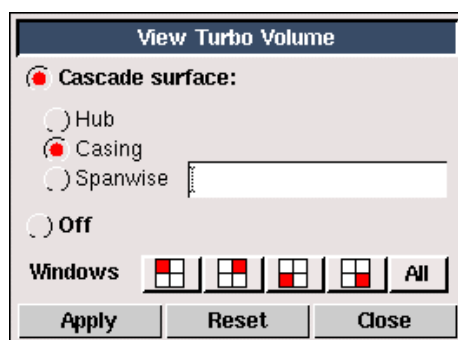 View Turbo Volume
Cascade surface:
Hub
Casing
Spanwise
Off
Windows All
Apply Reset Close